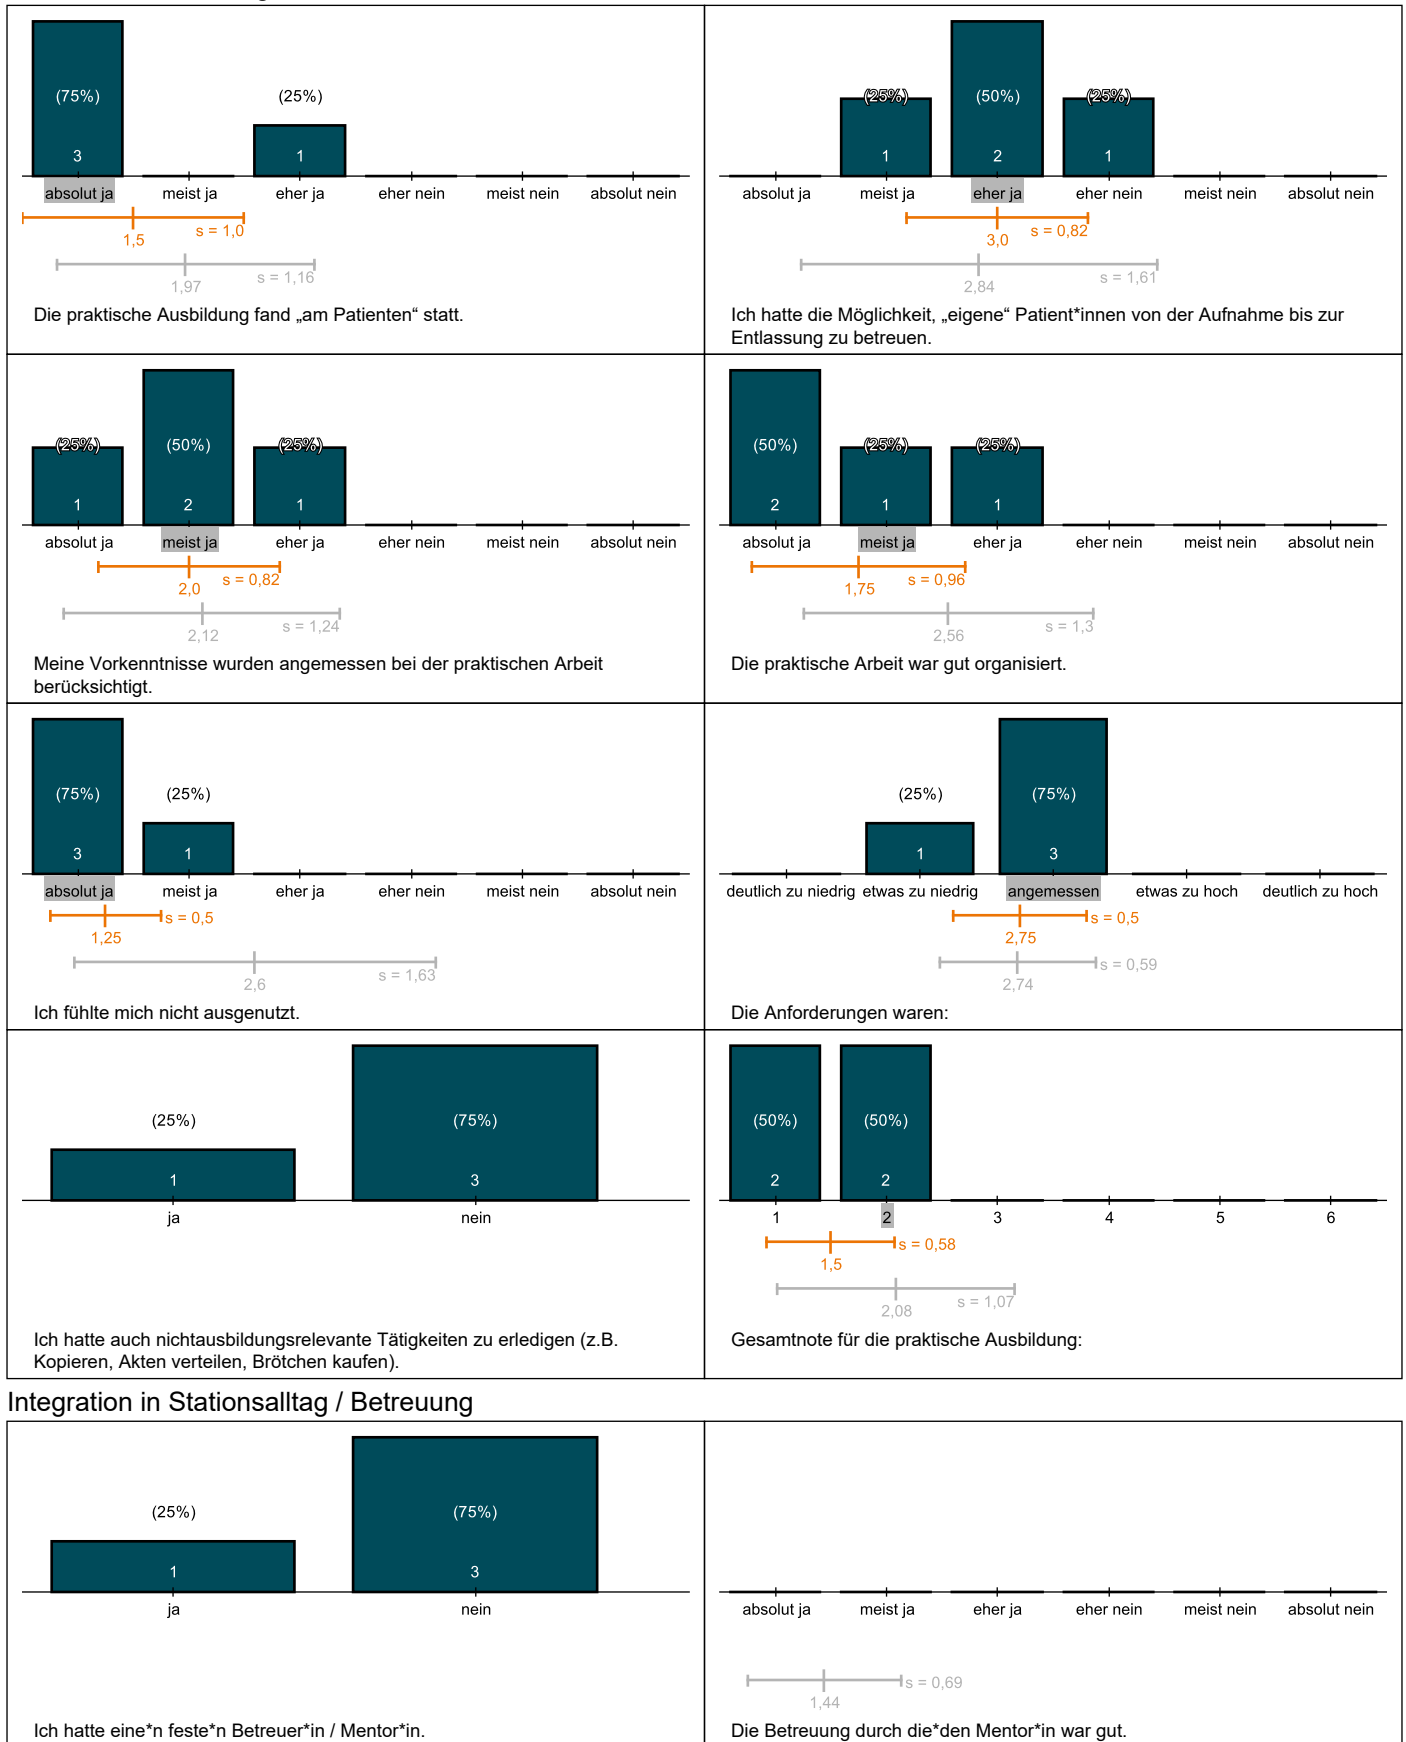 (75%)
(25%)
3
1
absolut ja
meist ja
eher ja
eher nein
meist nein
absolut nein
s = 1,0
1,5
s = 1,16
1,97
Die praktische Ausbildung fand „am Patienten“ statt.
(25%)
(50%)
(25%)
1
2
1
absolut ja
meist ja
eher ja
eher nein
meist nein
absolut nein
s = 0,82
3,0
s = 1,61
2,84
Ich hatte die Möglichkeit, „eigene“ Patient*innen von der Aufnahme bis zur
Entlassung zu betreuen.
(25%)
(50%)
(25%)
1
2
1
absolut ja
meist ja
eher ja
eher nein
meist nein
absolut nein
s = 0,82
2,0
s = 1,24
2,12
Meine Vorkenntnisse wurden angemessen bei der praktischen Arbeit
berücksichtigt.
(50%)
(25%)
(25%)
2
1
1
absolut ja
meist ja
eher ja
eher nein
meist nein
absolut nein
s = 0,96
1,75
s = 1,3
2,56
Die praktische Arbeit war gut organisiert.
(75%)
(25%)
3
1
absolut ja
meist ja
eher ja
eher nein
meist nein
absolut nein
s = 0,5
1,25
s = 1,63
2,6
Ich fühlte mich nicht ausgenutzt.
(25%)
(75%)
1
3
deutlich zu niedrig
etwas zu niedrig
angemessen
etwas zu hoch
deutlich zu hoch
s = 0,5
2,75
s = 0,59
2,74
Die Anforderungen waren:
(25%)
(75%)
1
3
ja
nein
Ich hatte auch nichtausbildungsrelevante Tätigkeiten zu erledigen (z.B.
Kopieren, Akten verteilen, Brötchen kaufen).
(50%)
(50%)
2
2
1
2
3
4
5
6
s = 0,58
1,5
s = 1,07
2,08
Gesamtnote für die praktische Ausbildung:
Integration in Stationsalltag / Betreuung
(25%)
(75%)
1
3
ja
nein
Ich hatte eine*n feste*n Betreuer*in / Mentor*in.
absolut ja
meist ja
eher ja
eher nein
meist nein
absolut nein
s = 0,69
1,44
Die Betreuung durch die*den Mentor*in war gut.